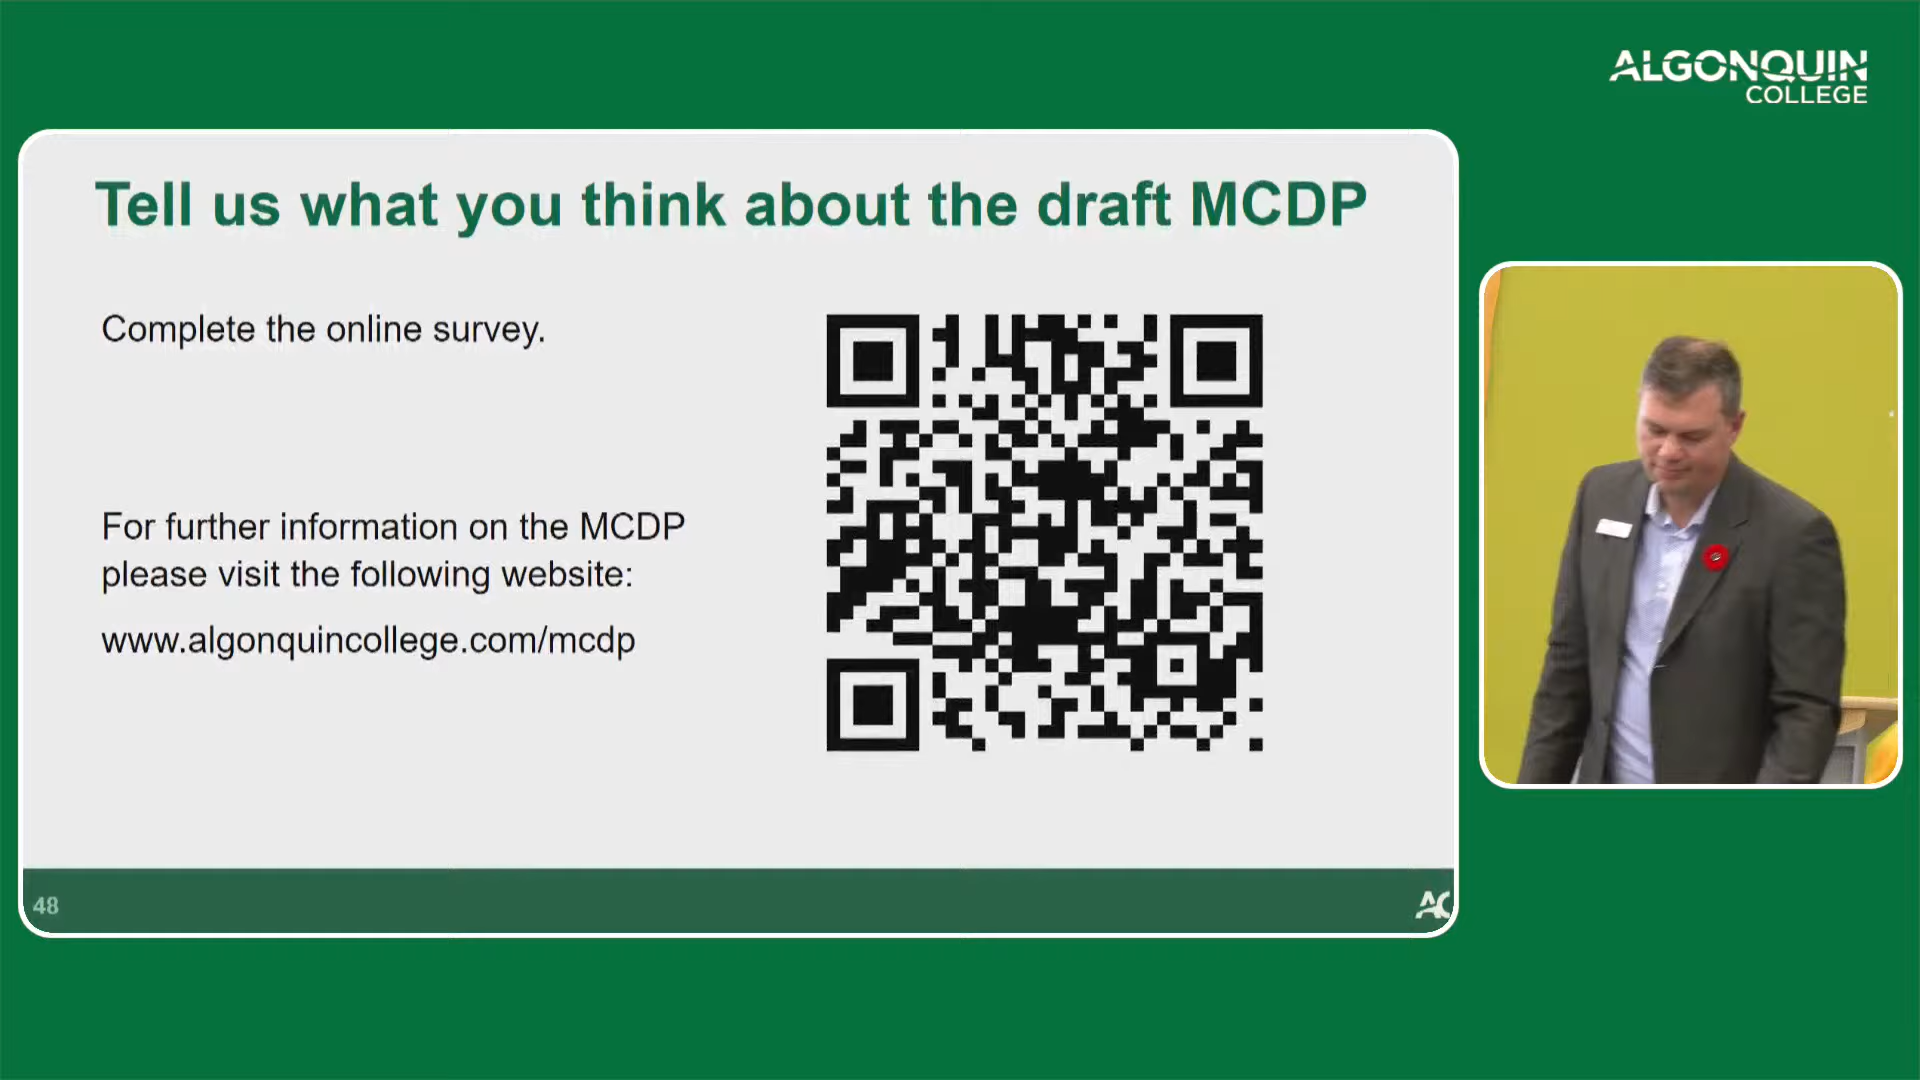 ALGONQUIN
COLLEGE
Tell us what you think about the draft MCDP
Complete the online survey.
For further information on the MCDP
please visit the following website:
www.algonquincollege.com/mcdp
48
AC